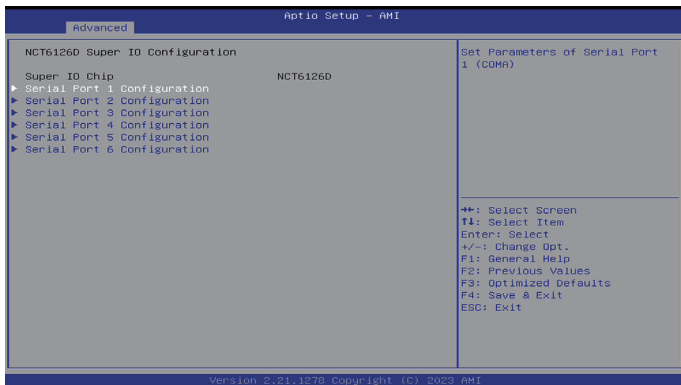 Aptio Setup – AMI
Advanced
NCT6126D Super IO Configuration
Super IO Chip NCT6126D
▶ Serial Port 1 Configuration
▶ Serial Port 2 Configuration
▶ Serial Port 3 Configuration
▶ Serial Port 4 Configuration
▶ Serial Port 5 Configuration
▶ Serial Port 6 Configuration
Set Parameters of Serial Port
1 (COMA)
→←: Select Screen
↑↓: Select Item
Enter: Select
+/-: Change Opt.
F1: General Help
F2: Previous Values
F3: Optimized Defaults
F4: Save & Exit
ESC: Exit
Version 2.21.1278 Copyright (C) 2023 AMI